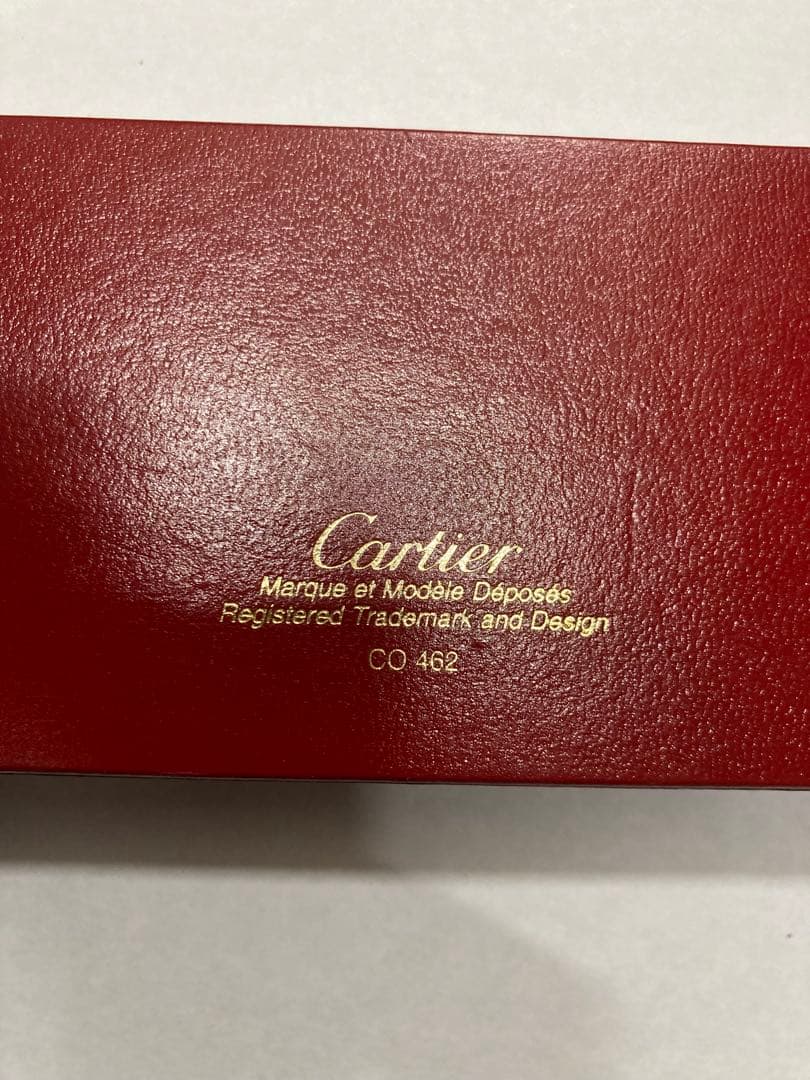 Cartier
Marque et Modèle Déposés
Registered Trademark and Design
CO 462